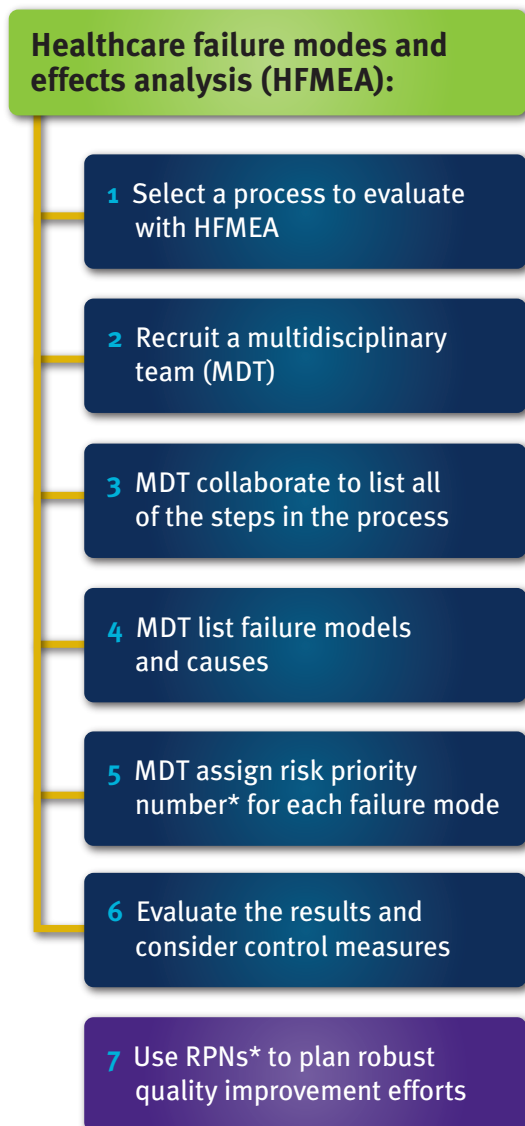 Healthcare failure modes and
effects analysis (HFMEA):
1 Select a process to evaluate
with HFMEA
2 Recruit a multidisciplinary
team (MDT)
3 MDT collaborate to list all
of the steps in the process
4 MDT list failure models
and causes
5 MDT assign risk priority
number* for each failure mode
6 Evaluate the results and
consider control measures
7 Use RPNs* to plan robust
quality improvement efforts